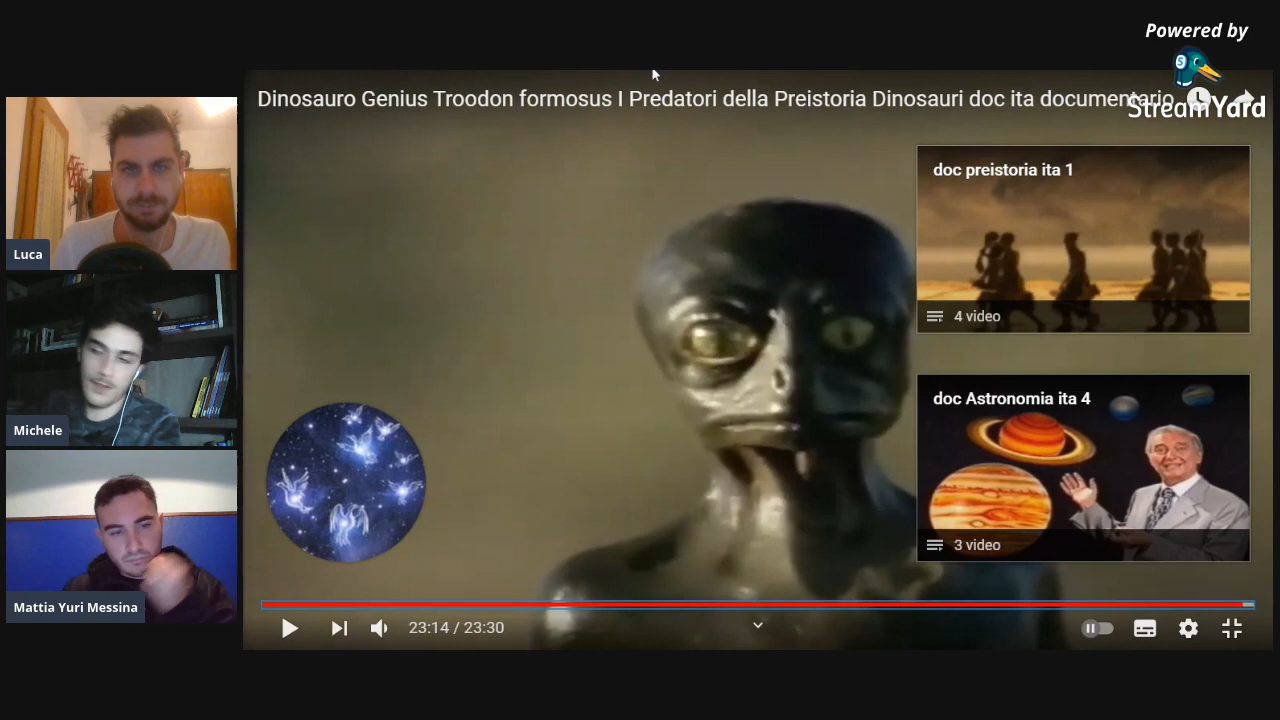 Powered by
StreamYard
Dinosauro Genius Troodon formosus I Predatori della Preistoria Dinosauri doc ita documentario
doc preistoria ita 1
4 video
doc Astronomia ita 4
3 video
Luca
Michele
Mattia Yuri Messina
23:14 / 23:30